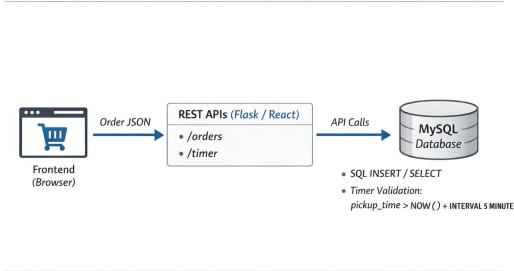 Order JSON
REST APIs (Flask / React)
• /orders
• /timer
API Calls
MySQL
Database
Frontend
(Browser)
• SQL INSERT / SELECT
• Timer Validation:
pickup_time > NOW() + INTERVAL 5 MINUTE